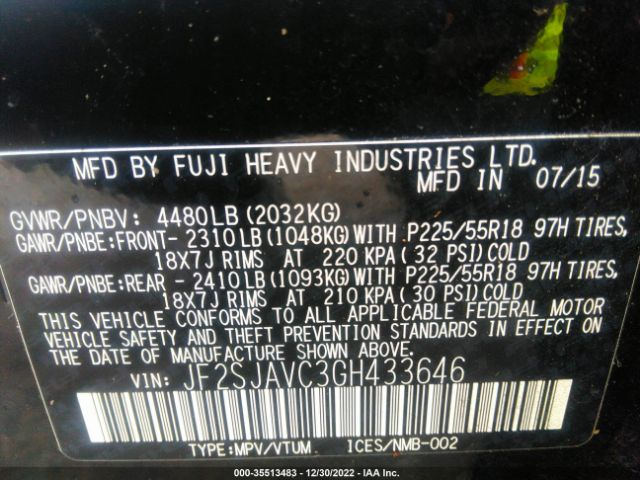 MFD BY FUJI HEAVY INDUSTRIES LTD.
MFD IN 07/15
GVWR/PNBV: 4480LB(2032KG)
GAWR/PNBE:FRONT- 2310LB(1048KG)WITH P225/55R18 97H TIRES,
18X7J RIMS AT 220 KPA(32 PSI)COLD
GAWR/PNBE:REAR - 2410LB(1093KG)WITH P225/55R18 97H TIRES,
18X7J RIMS AT 210 KPA(30 PSI)COLD
THIS VEHICLE CONFORMS TO ALL APPLICABLE FEDERAL MOTOR
VEHICLE SAFETY AND THEFT PREVENTION STANDARDS IN EFFECT ON
THE DATE OF MANUFACTURE SHOWN ABOVE.
VIN: JF2SJAVC3GH433646
TYPE:MPV/VTUM ICES/NMB-002
000-35513483 - 12/30/2022 - IAA Inc.